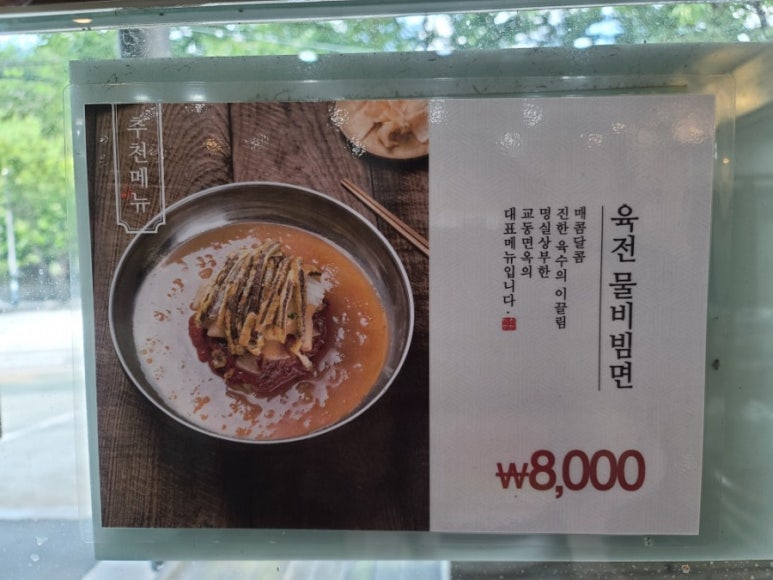 추천메뉴
육전 물비빔면
매콤달콤
진한 육수의 이끌림
명실상부한
교동면옥의
대표메뉴입니다.
₩8,000